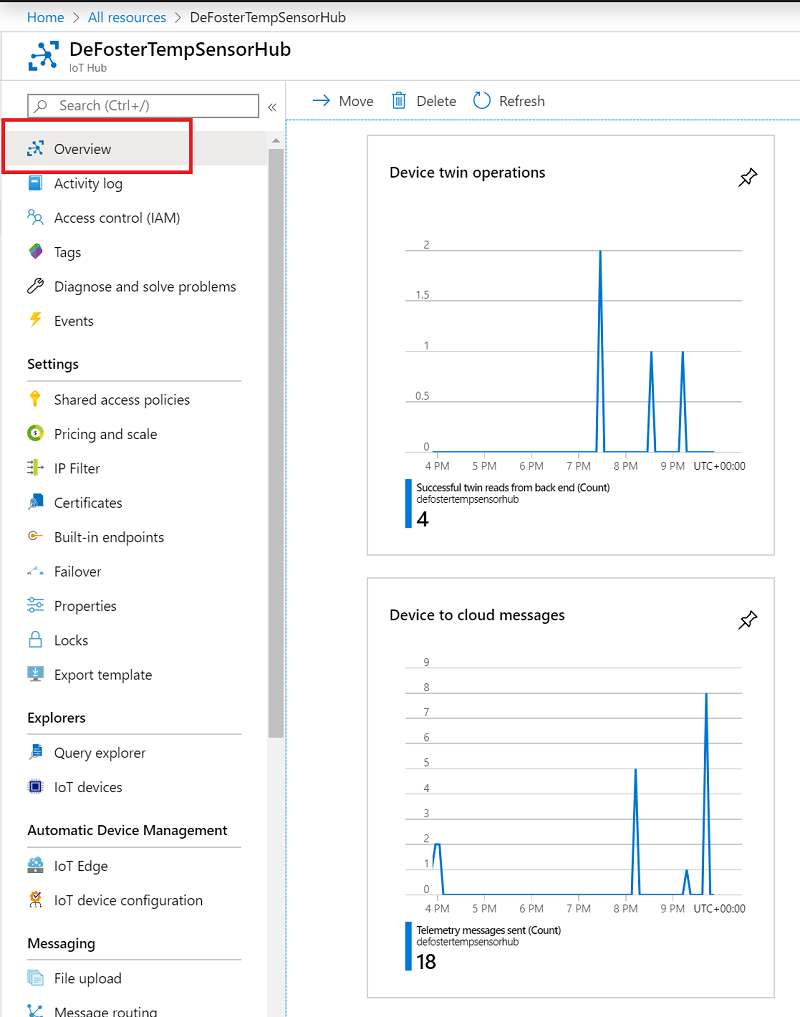 Home > All resources > DeFosterTempSensorHub
DeFosterTempSensorHub
IoT Hub
Search (Ctrl+/)
«
Overview
Activity log
Access control (IAM)
Tags
Diagnose and solve problems
Events
Settings
Shared access policies
Pricing and scale
IP Filter
Certificates
Built-in endpoints
Failover
Properties
Locks
Export template
Explorers
Query explorer
IoT devices
Automatic Device Management
IoT Edge
IoT device configuration
Messaging
File upload
Message routing
Move Delete Refresh
Device twin operations
2
1.5
1
0.5
0
4 PM 5 PM 6 PM 7 PM 8 PM 9 PM UTC+00:00
Successful twin reads from back end (Count)
defostertempsensorhub
4
Device to cloud messages
9
8
7
6
5
4
3
2
1
0
4 PM 5 PM 6 PM 7 PM 8 PM 9 PM UTC+00:00
Telemetry messages sent (Count)
defostertempsensorhub
18